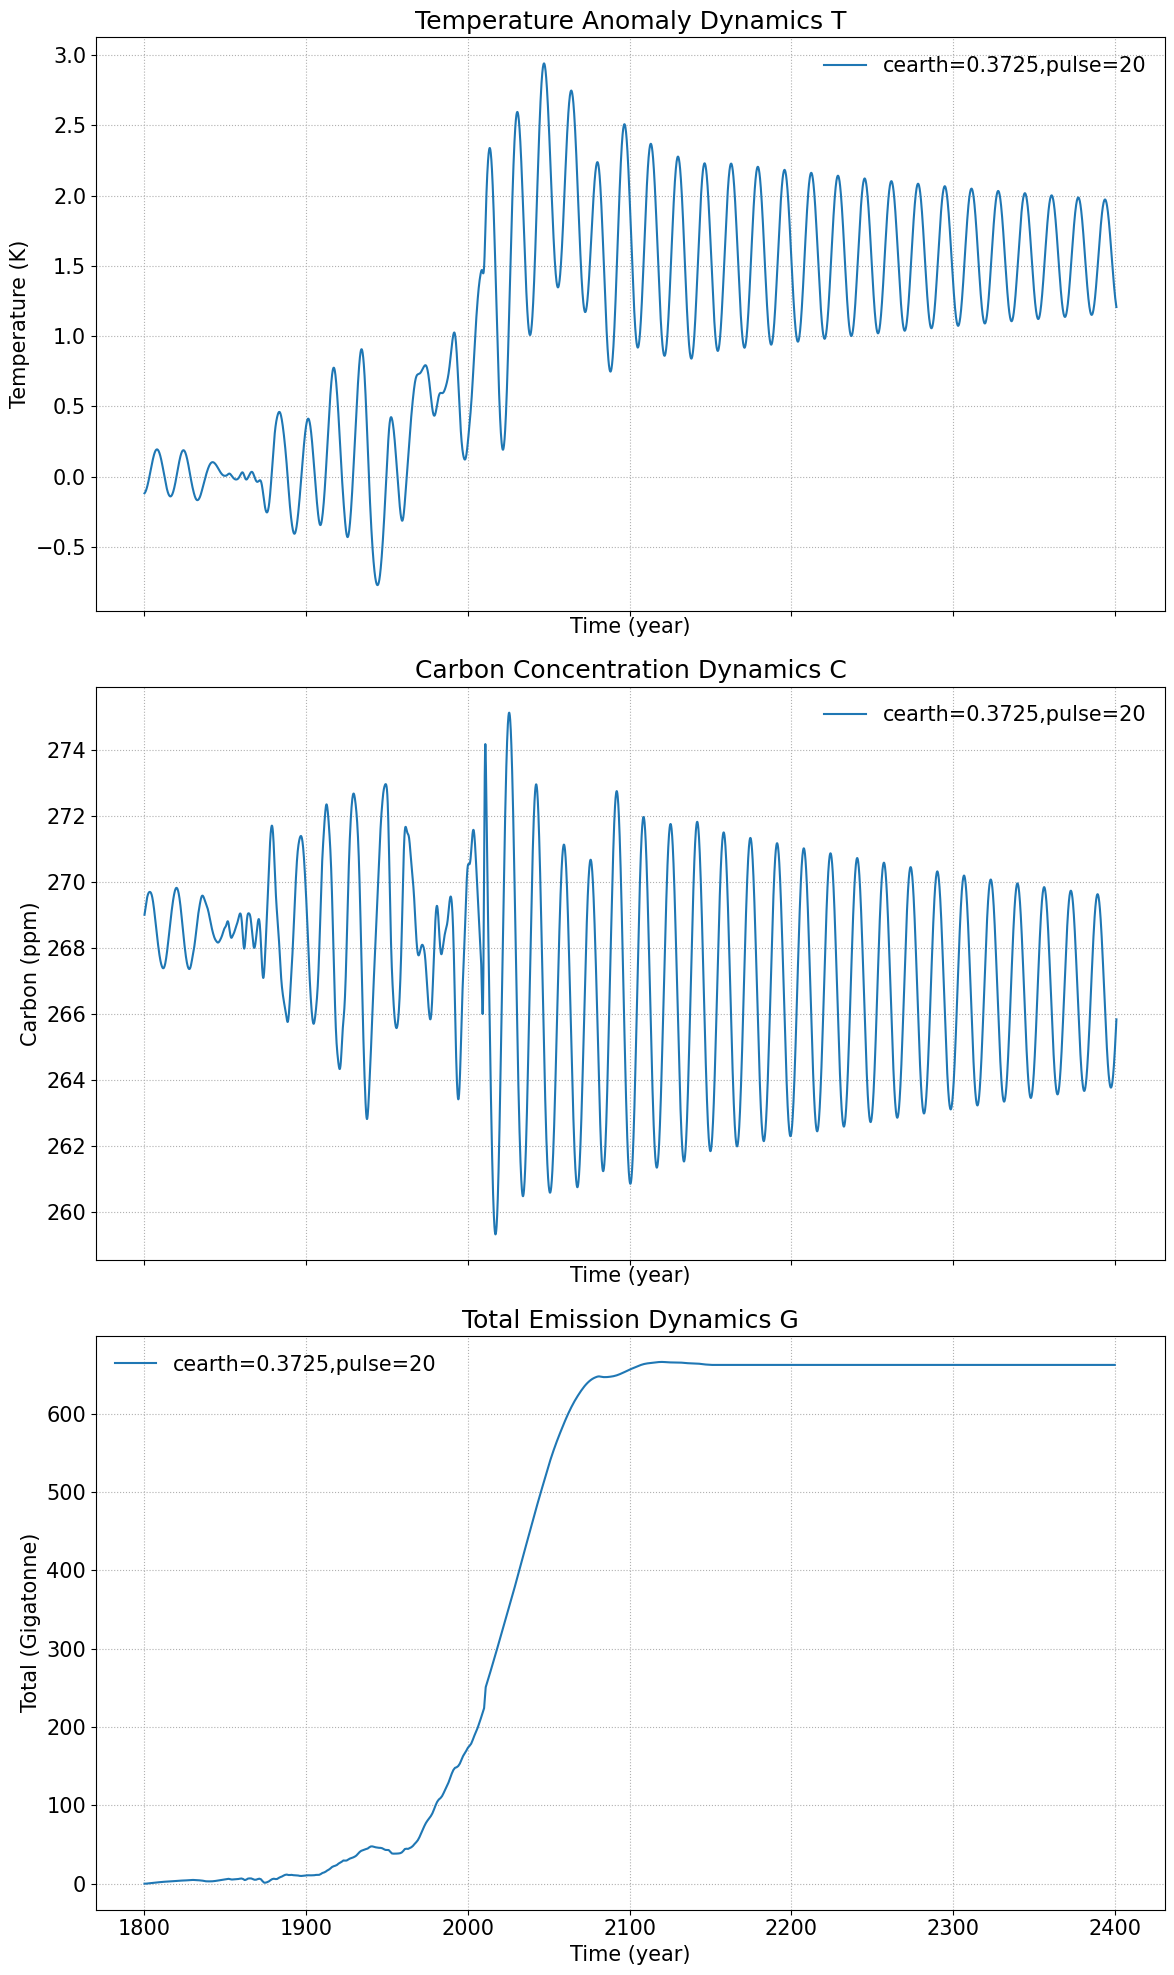 Temperature Anomaly Dynamics T
cearth=0.3725,pulse=20
3.0
2.5
2.0
1.5
1.0
0.5
0.0
−0.5
Temperature (K)
Time (year)
Carbon Concentration Dynamics C
cearth=0.3725,pulse=20
274
272
270
268
266
264
262
260
Carbon (ppm)
Time (year)
Total Emission Dynamics G
cearth=0.3725,pulse=20
600
500
400
300
200
100
0
Total (Gigatonne)
1800 1900 2000 2100 2200 2300 2400
Time (year)